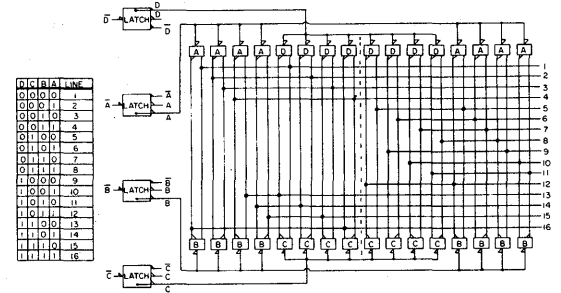 D
D
D̅ LATCH
D̅
A A A A D D D D D D D D A A A A
1
2
3
4
5
6
7
8
9
10
11
12
13
14
15
16
A̅
A̅ LATCH A
A
B̅
B̅ LATCH B̅
B
B B B B C C C C C C C C B B B B
C̅
C̅ LATCH C
C
D C B A LINE
0 0 0 0 1
0 0 0 1 2
0 0 1 0 3
0 0 1 1 4
0 1 0 0 5
0 1 0 1 6
0 1 1 0 7
0 1 1 1 8
1 0 0 0 9
1 0 0 1 10
1 0 1 0 11
1 0 1 1 12
1 1 0 0 13
1 1 0 1 14
1 1 1 0 15
1 1 1 1 16